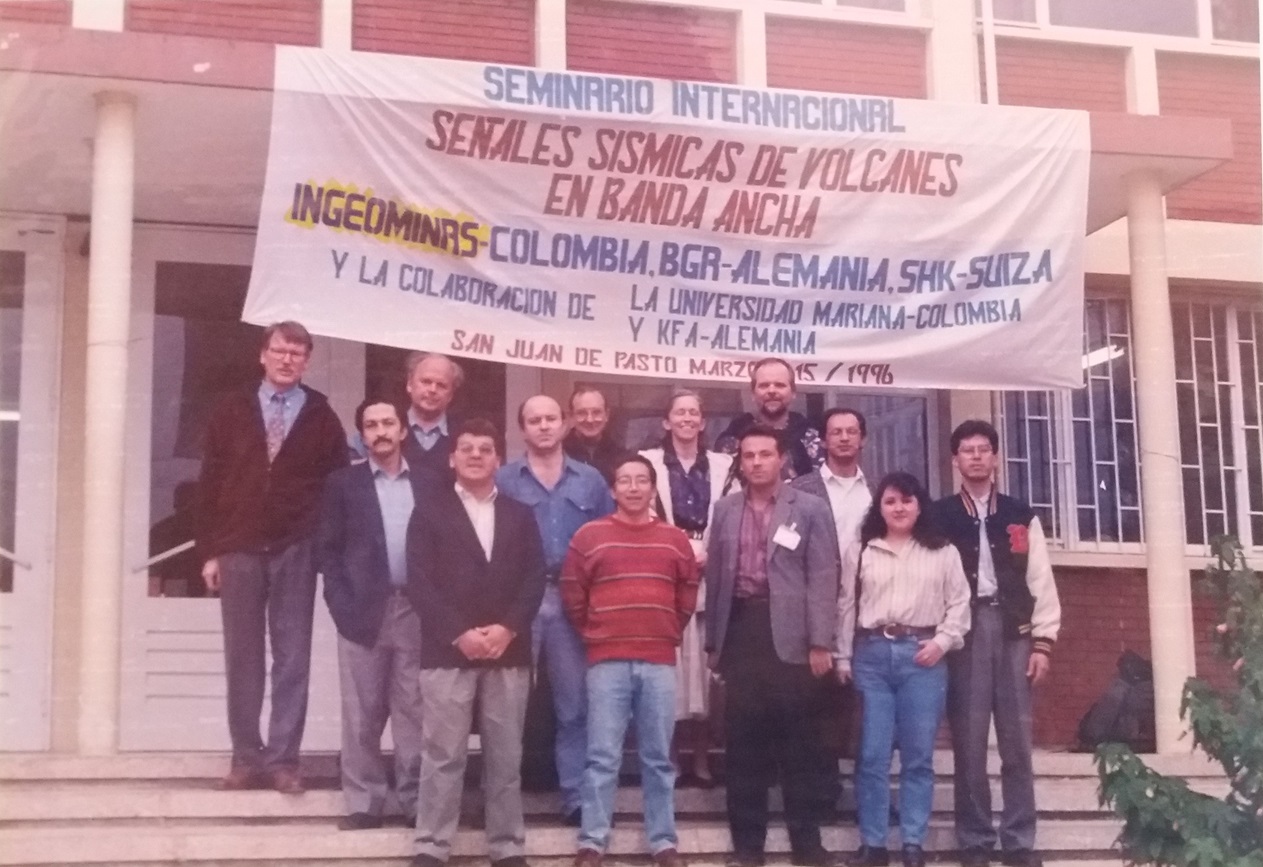 SEMINARIO INTERNACIONAL
SEÑALES SISMICAS DE VOLCANES
EN BANDA ANCHA
INGEOMINAS-COLOMBIA, BGR-ALEMANIA, SHK-SUIZA
Y LA COLABORACION DE LA UNIVERSIDAD MARIANA-COLOMBIA
Y KFA-ALEMANIA
SAN JUAN DE PASTO MARZO 15 / 1996